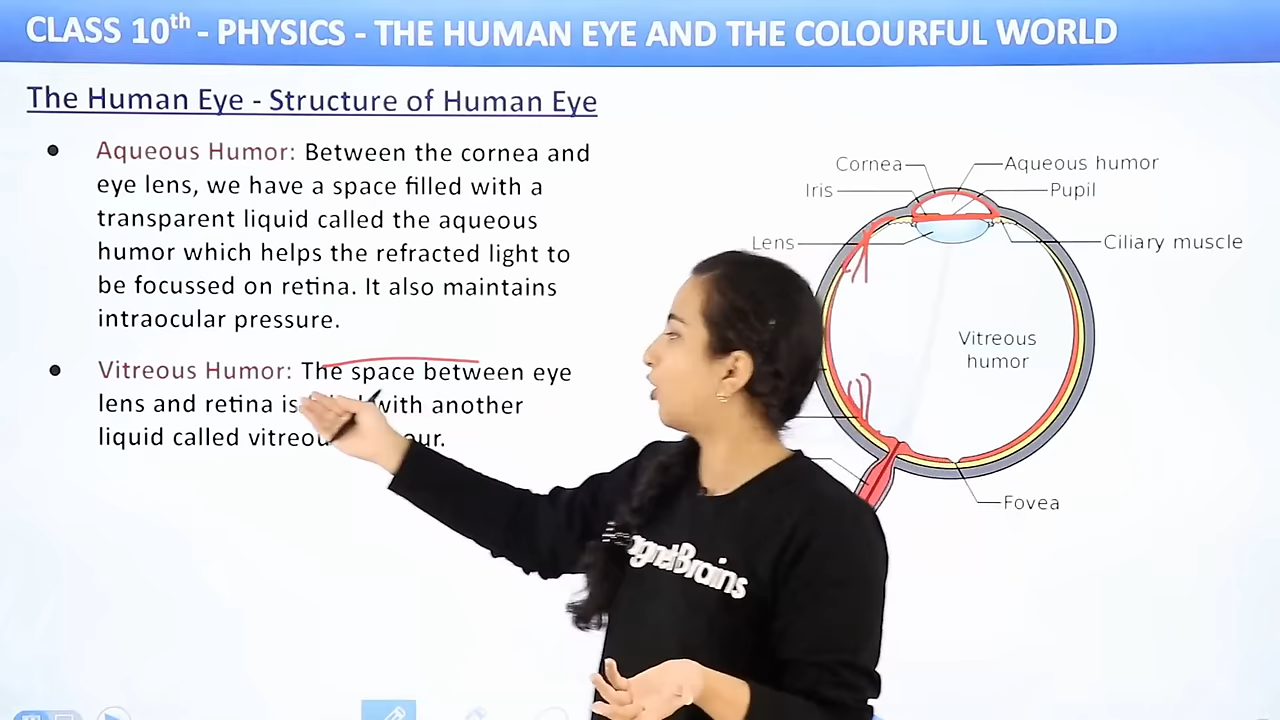 CLASS 10th - PHYSICS - THE HUMAN EYE AND THE COLOURFUL WORLD
The Human Eye - Structure of Human Eye
Aqueous Humor: Between the cornea and
eye lens, we have a space filled with a
transparent liquid called the aqueous
humor which helps the refracted light to
be focussed on retina. It also maintains
intraocular pressure.
Vitreous Humor: The space between eye
lens and retina is with another
liquid called
Cornea
Aqueous humor
Iris
Pupil
Lens
Ciliary muscle
Vitreous
humor
Fovea
Brains